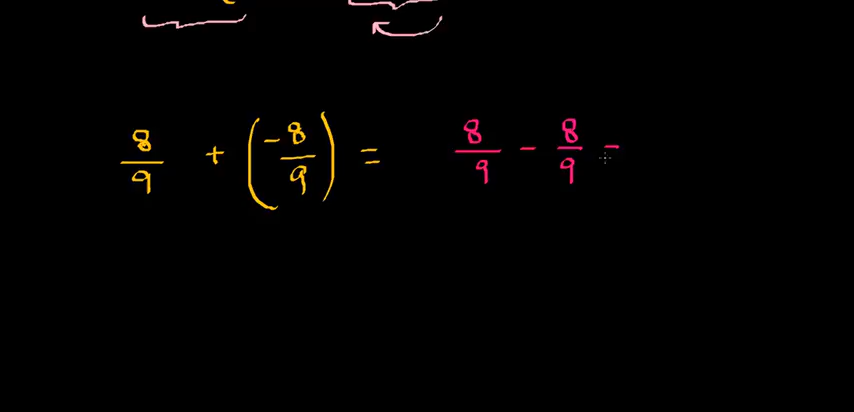 8/9 + (-8/9) = 8/9 - 8/9 -